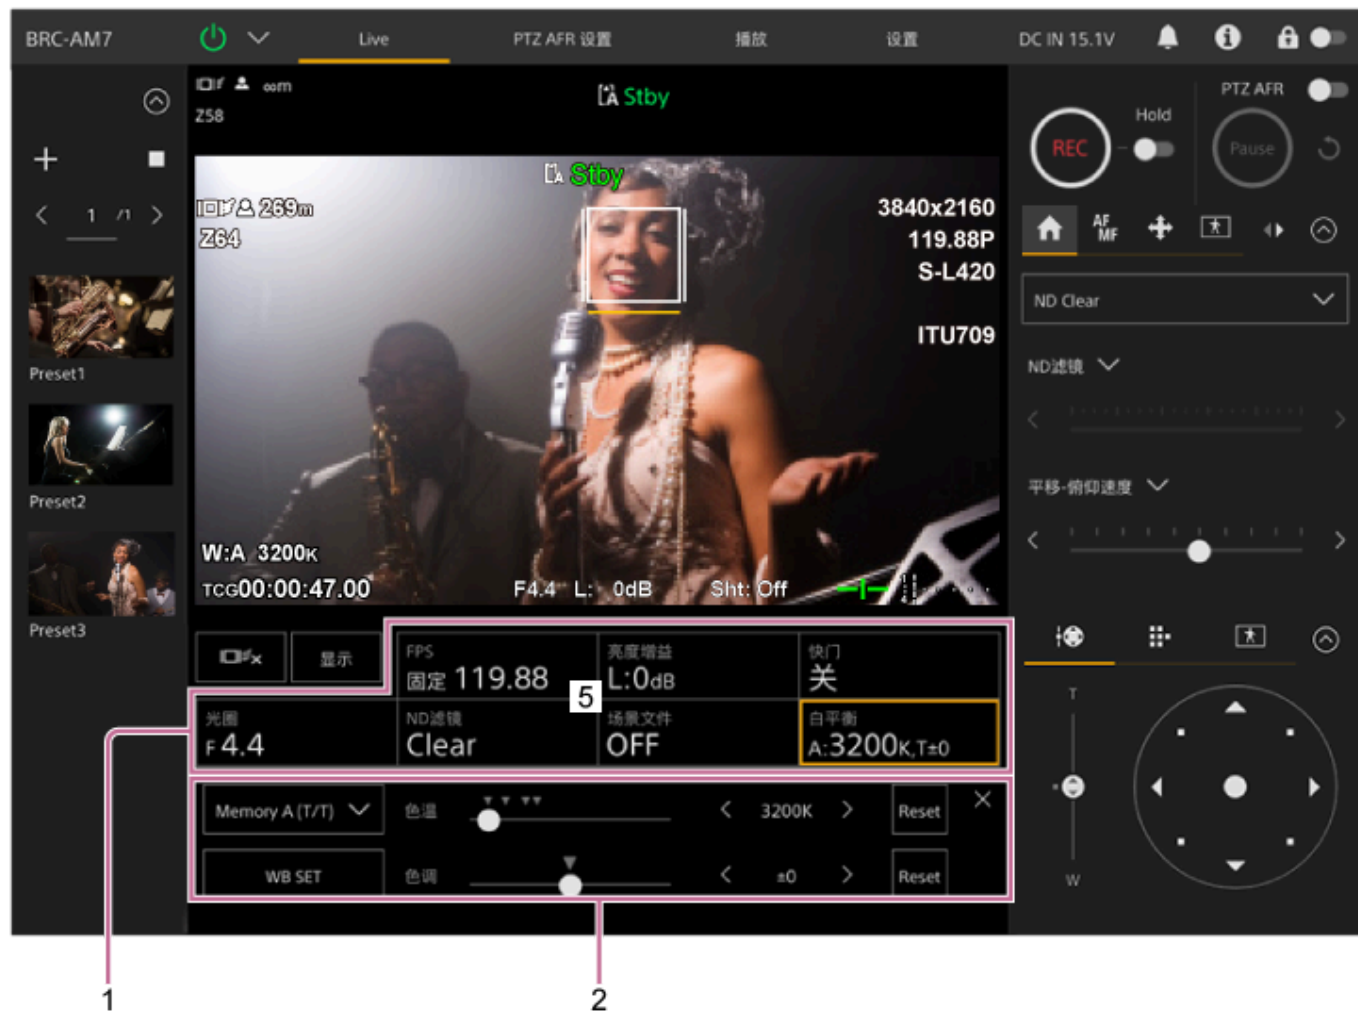 BRC-AM7
Live
PTZ AFR 设置
播放
设置
DC IN 15.1V
∞m
Z58
Stby
PTZ AFR
REC
Hold
Pause
1 /1
Preset1
Preset2
Preset3
Stby
269m
Z64
3840x2160
119.88P
S-L420
ITU709
W:A 3200K
TCG00:00:47.00
F4.4 L: 0dB
Sht: Off
AF
MF
ND Clear
ND滤镜
平移-俯仰速度
T
W
显示
FPS
固定 119.88
亮度增益
L:0dB
快门
关
5
光圈
F 4.4
ND滤镜
Clear
场景文件
OFF
白平衡
A:3200K,T±0
Memory A (T/T)
色温
3200K
Reset
WB SET
色调
±0
Reset
1
2